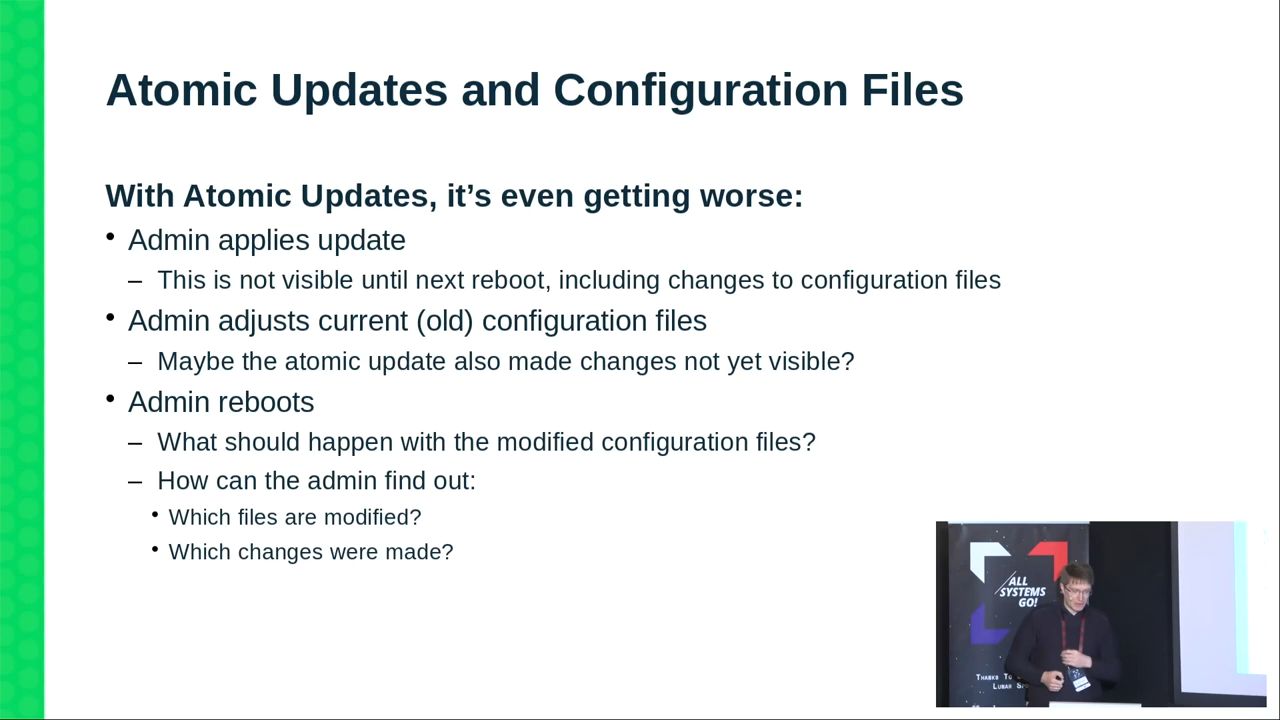 Atomic Updates and Configuration Files
With Atomic Updates, it’s even getting worse:
• Admin applies update
– This is not visible until next reboot, including changes to configuration files
• Admin adjusts current (old) configuration files
– Maybe the atomic update also made changes not yet visible?
• Admin reboots
– What should happen with the modified configuration files?
– How can the admin find out:
• Which files are modified?
• Which changes were made?
ALL
SYSTEMS
GO!
Thanks To
Lunar